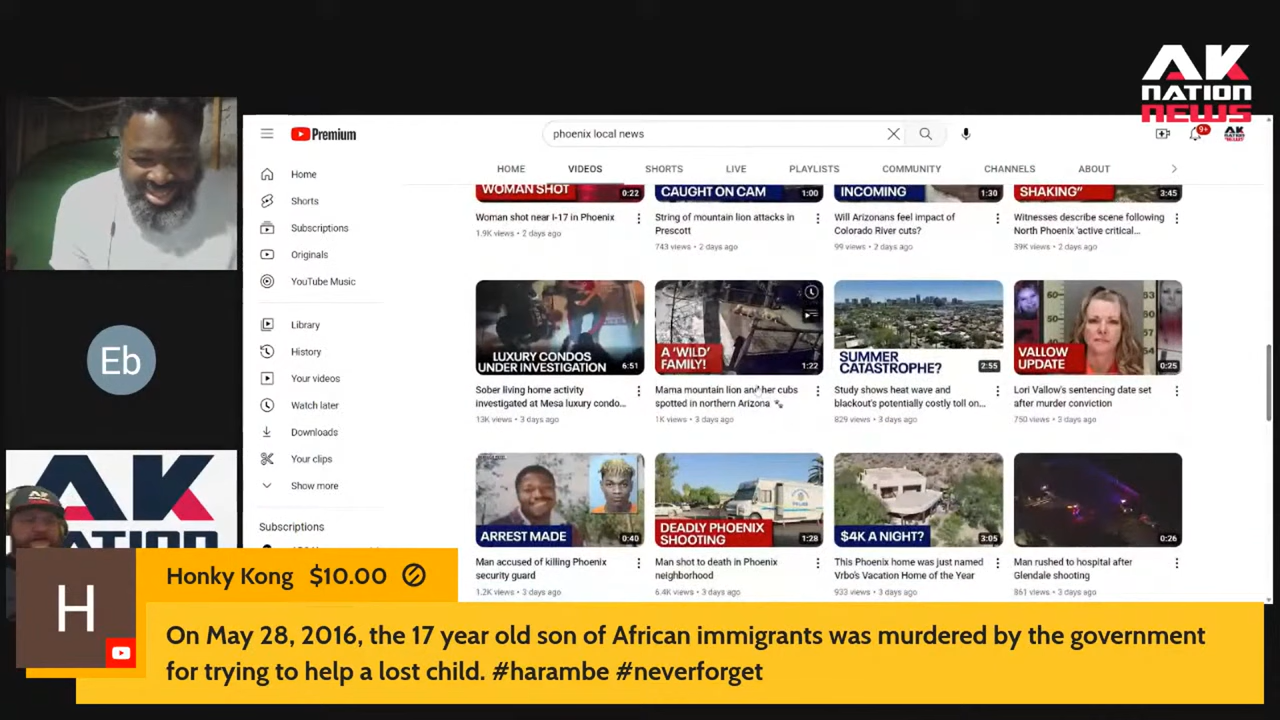 AK
NATION
NEWS
Premium
phoenix local news
9+
AK
HOME
VIDEOS
SHORTS
LIVE
PLAYLISTS
COMMUNITY
CHANNELS
ABOUT
Home
Shorts
Subscriptions
Originals
YouTube Music
Library
History
Your videos
Watch later
Downloads
Your clips
Show more
Subscriptions
WOMAN SHOT
0:22
CAUGHT ON CAM
1:00
INCOMING
1:30
SHAKING"
3:45
Woman shot near I-17 in Phoenix
1.9K views • 2 days ago
String of mountain lion attacks in
Prescott
743 views • 2 days ago
Will Arizonans feel impact of
Colorado River cuts?
99 views • 2 days ago
Witnesses describe scene following
North Phoenix 'active critical...
39K views • 2 days ago
LUXURY CONDOS
UNDER INVESTIGATION
6:51
A 'WILD'
FAMILY!
1:22
SUMMER
CATASTROPHE?
2:55
VALLOW
UPDATE
0:25
Sober living home activity
investigated at Mesa luxury condo...
13K views • 3 days ago
Mama mountain lion and her cubs
spotted in northern Arizona
1K views • 3 days ago
Study shows heat wave and
blackout's potentially costly toll on...
829 views • 3 days ago
Lori Vallow's sentencing date set
after murder conviction
750 views • 3 days ago
ARREST MADE
0:40
DEADLY PHOENIX
SHOOTING
1:28
$4K A NIGHT?
3:05
0:26
Man accused of killing Phoenix
security guard
1.2K views • 3 days ago
Man shot to death in Phoenix
neighborhood
6.4K views • 3 days ago
This Phoenix home was just named
Vrbo's Vacation Home of the Year
933 views • 3 days ago
Man rushed to hospital after
Glendale shooting
861 views • 3 days ago
Eb
AK
NATION
H
Honky Kong $10.00
On May 28, 2016, the 17 year old son of African immigrants was murdered by the government
for trying to help a lost child. #harambe #neverforget